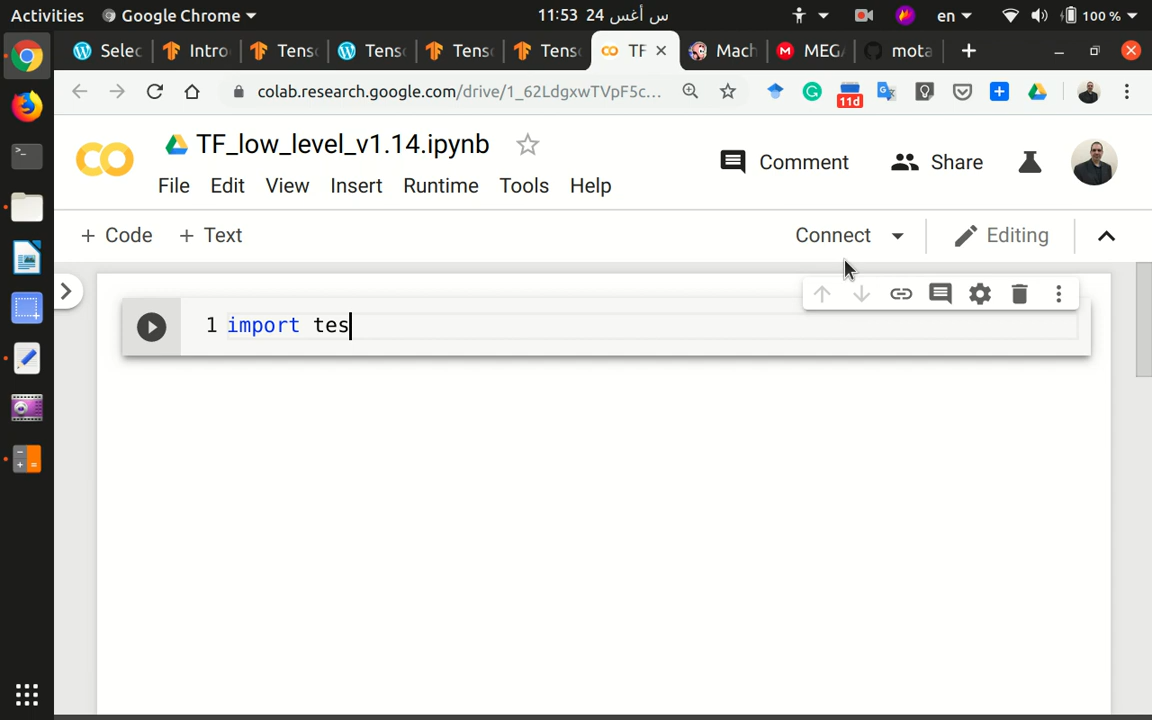 Activities Google Chrome 11:53 24 س أغس en 100 %
Selec Intro Tens Tens Tens Tens TF Mach MEGA mota
colab.research.google.com/drive/1_62LdgxwTVpF5c... 11d
TF_low_level_v1.14.ipynb
Comment Share
File Edit View Insert Runtime Tools Help
+ Code + Text Connect Editing
1 import tes